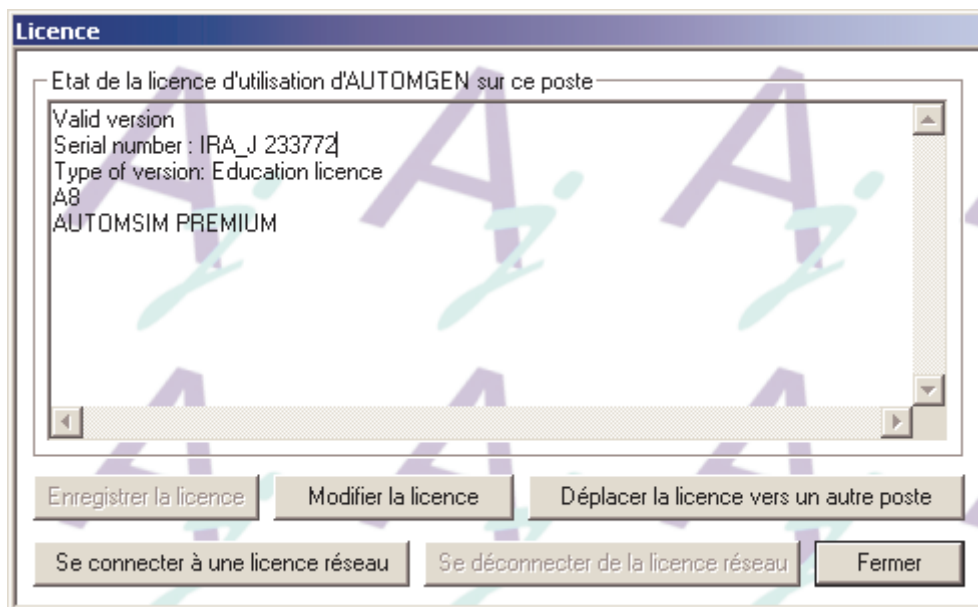 Licence
Etat de la licence d'utilisation d'AUTOMGEN sur ce poste
Valid version
Serial number : IRA_J 233772
Type of version: Education licence
A8
AUTOMSIM PREMIUM
Enregistrer la licence
Modifier la licence
Déplacer la licence vers un autre poste
Se connecter à une licence réseau
Se déconnecter de la licence réseau
Fermer